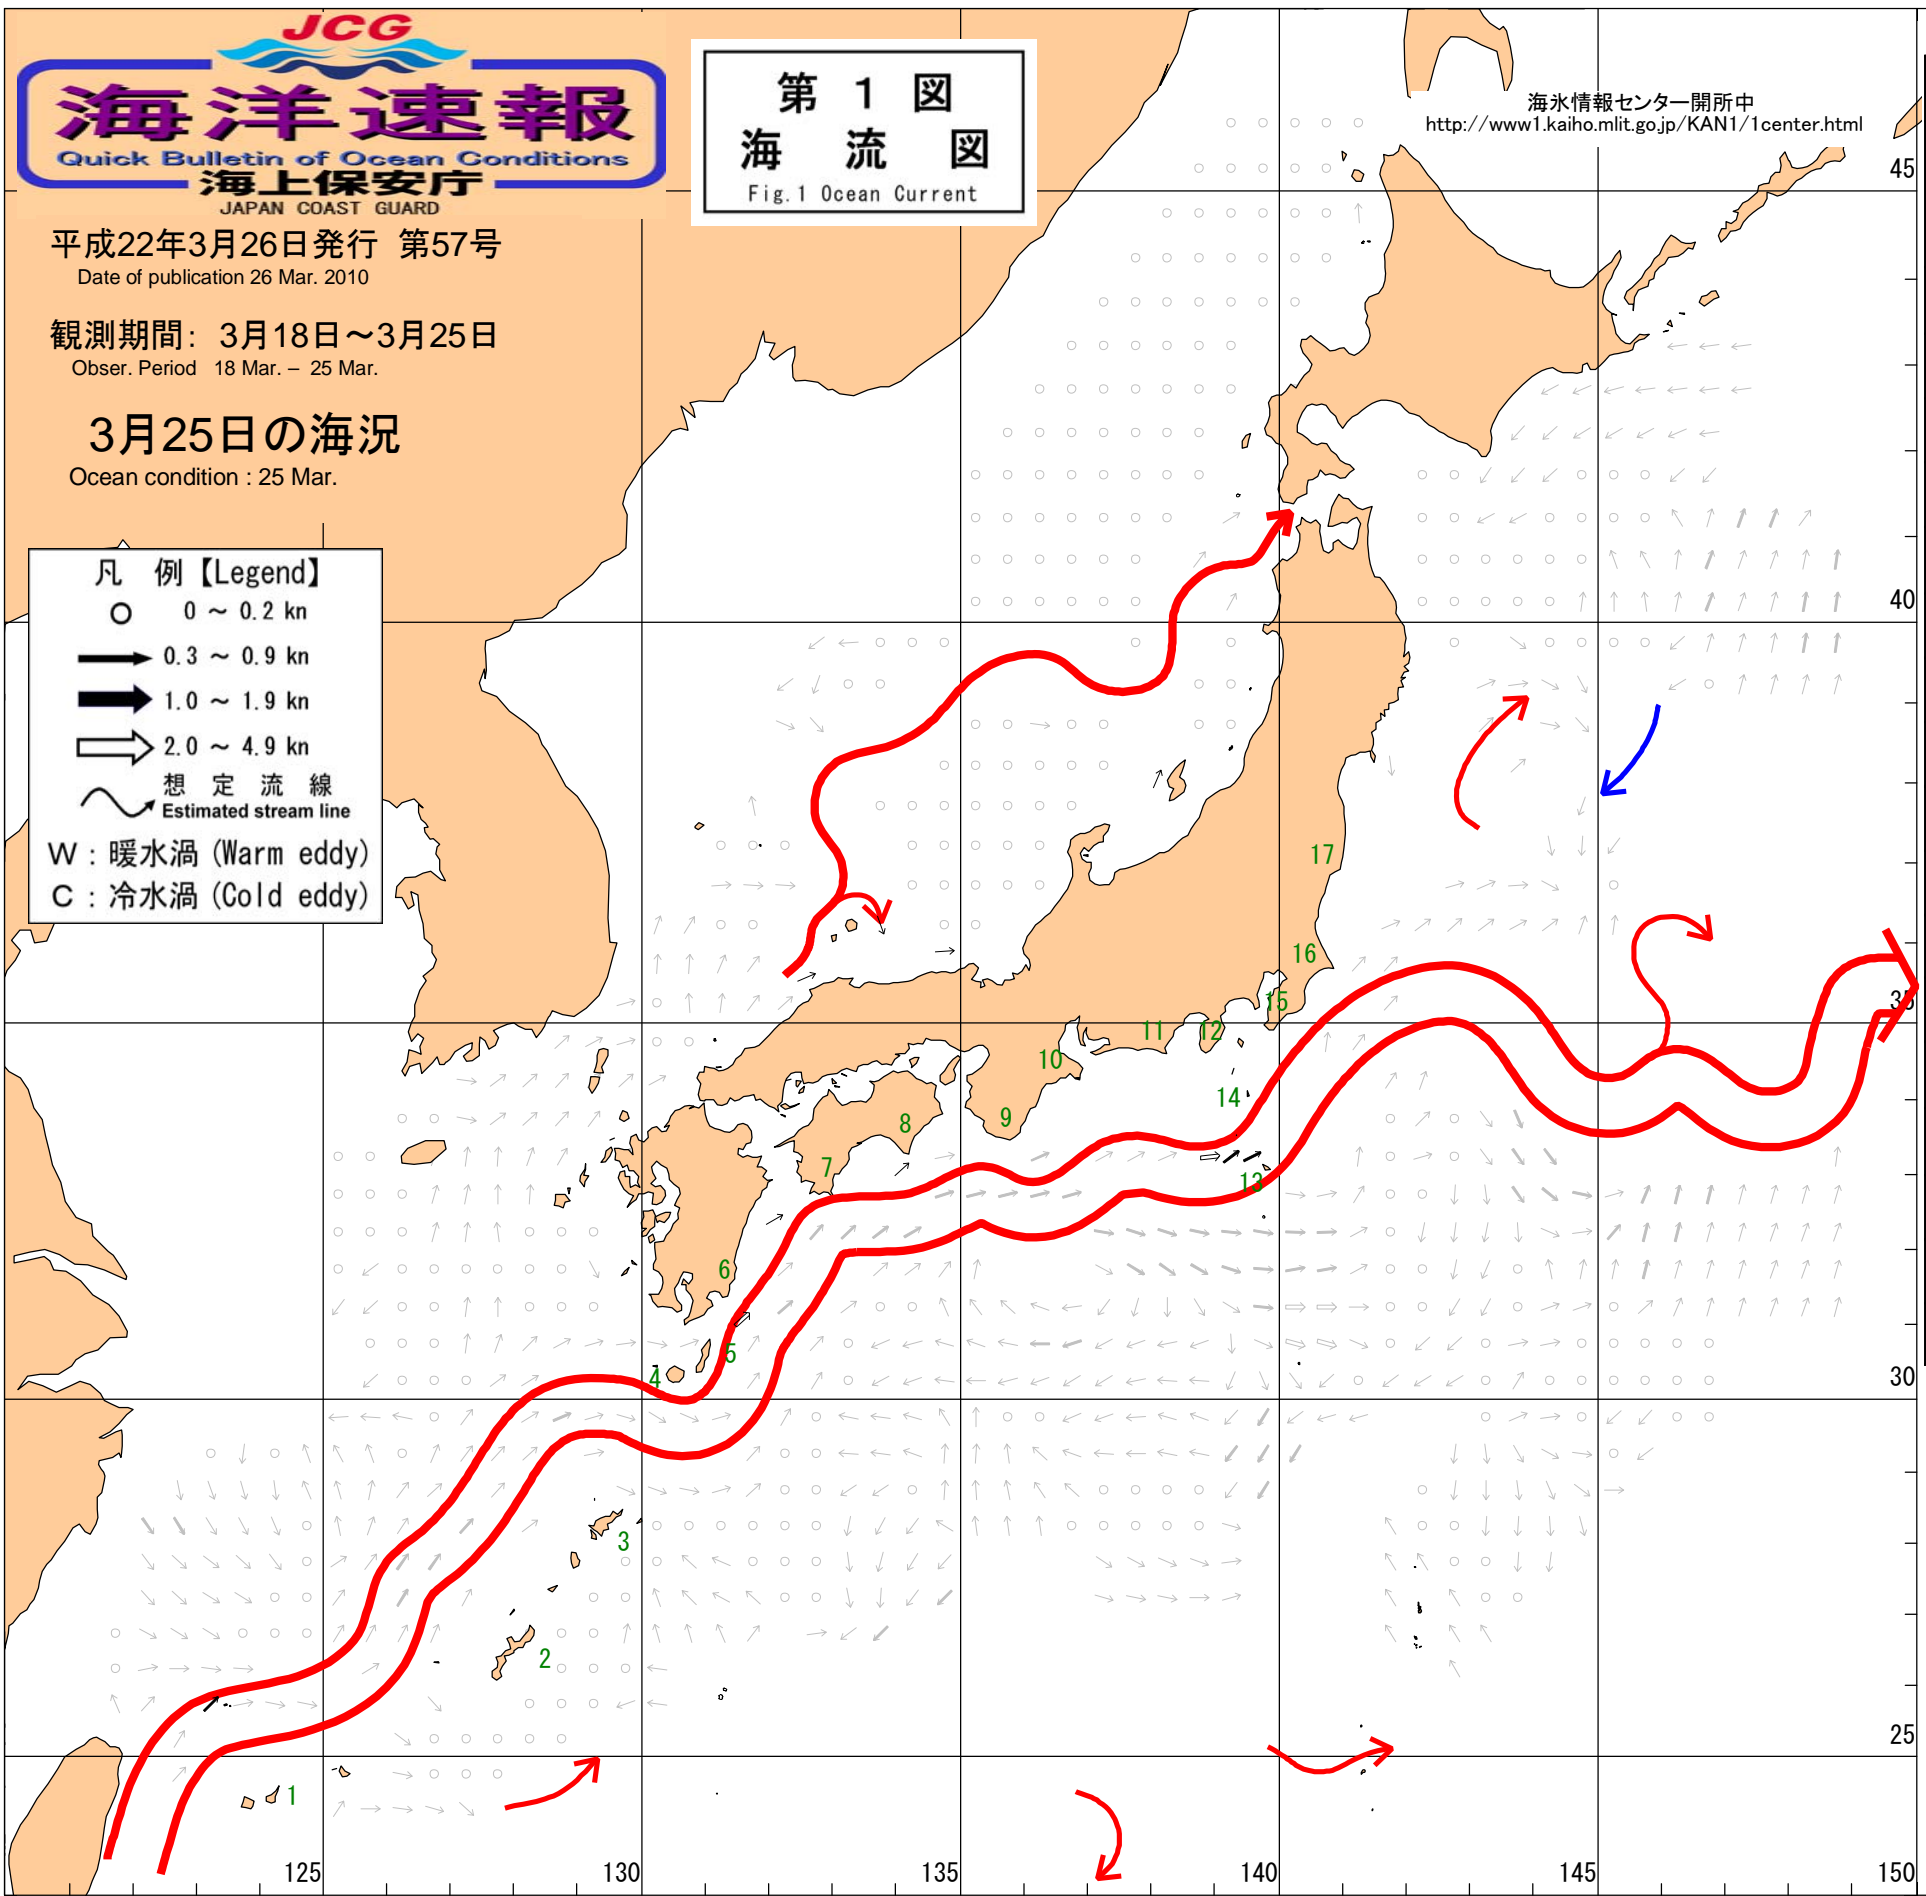 JCG
海洋速報
Quick Bulletin of Ocean Conditions
海上保安庁
JAPAN COAST GUARD
第 1 図
海 流 図
Fig.1 Ocean Current
海氷情報センター開所中
http://www1.kaiho.mlit.go.jp/KAN1/1center.html
平成22年3月26日発行 第57号
Date of publication 26 Mar. 2010
観測期間: 3月18日～3月25日
Obser. Period 18 Mar. – 25 Mar.
3月25日の海況
Ocean condition : 25 Mar.
凡 例【Legend】
0 ～ 0.2 kn
0.3 ～ 0.9 kn
1.0 ～ 1.9 kn
2.0 ～ 4.9 kn
想 定 流 線
Estimated stream line
W : 暖水渦 (Warm eddy)
C : 冷水渦 (Cold eddy)
45
40
35
30
25
17
16
15
12
11
10
14
9
8
7
13
6
5
4
3
2
1
125
130
135
140
145
150